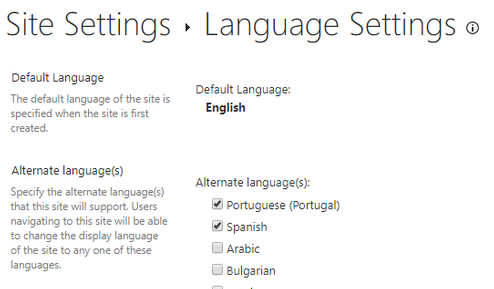 Site Settings ▸ Language Settings
Default Language
The default language of the site is
specified when the site is first
created.
Default Language:
English
Alternate language(s)
Specify the alternate language(s)
that this site will support. Users
navigating to this site will be able
to change the display language
of the site to any one of these
languages.
Alternate language(s):
Portuguese (Portugal)
Spanish
Arabic
Bulgarian